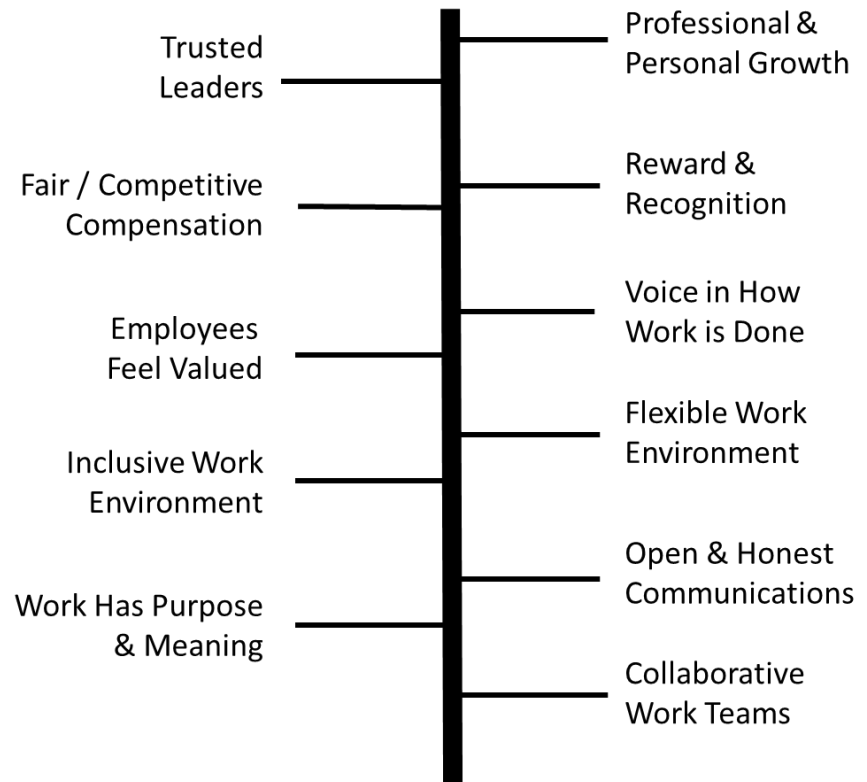 Trusted
Leaders
Fair / Competitive
Compensation
Employees
Feel Valued
Inclusive Work
Environment
Work Has Purpose
& Meaning
Professional &
Personal Growth
Reward &
Recognition
Voice in How
Work is Done
Flexible Work
Environment
Open & Honest
Communications
Collaborative
Work Teams